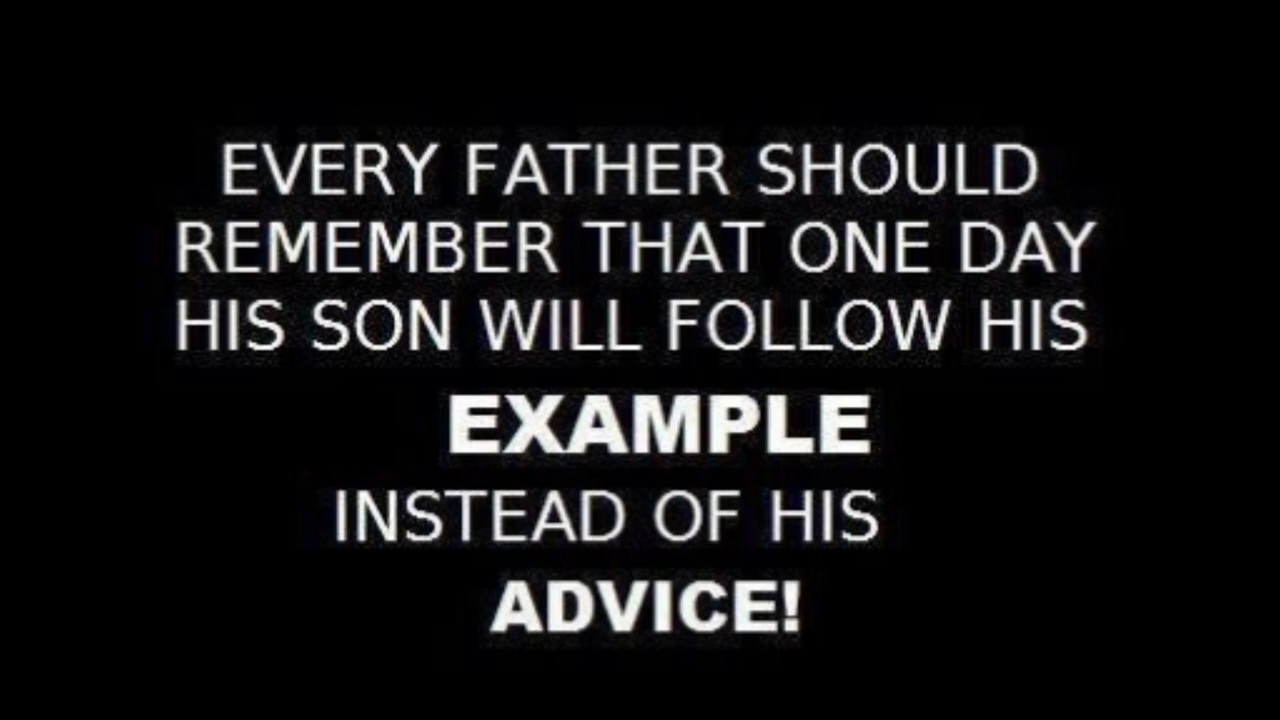 EVERY FATHER SHOULD
REMEMBER THAT ONE DAY
HIS SON WILL FOLLOW HIS
EXAMPLE
INSTEAD OF HIS
ADVICE!